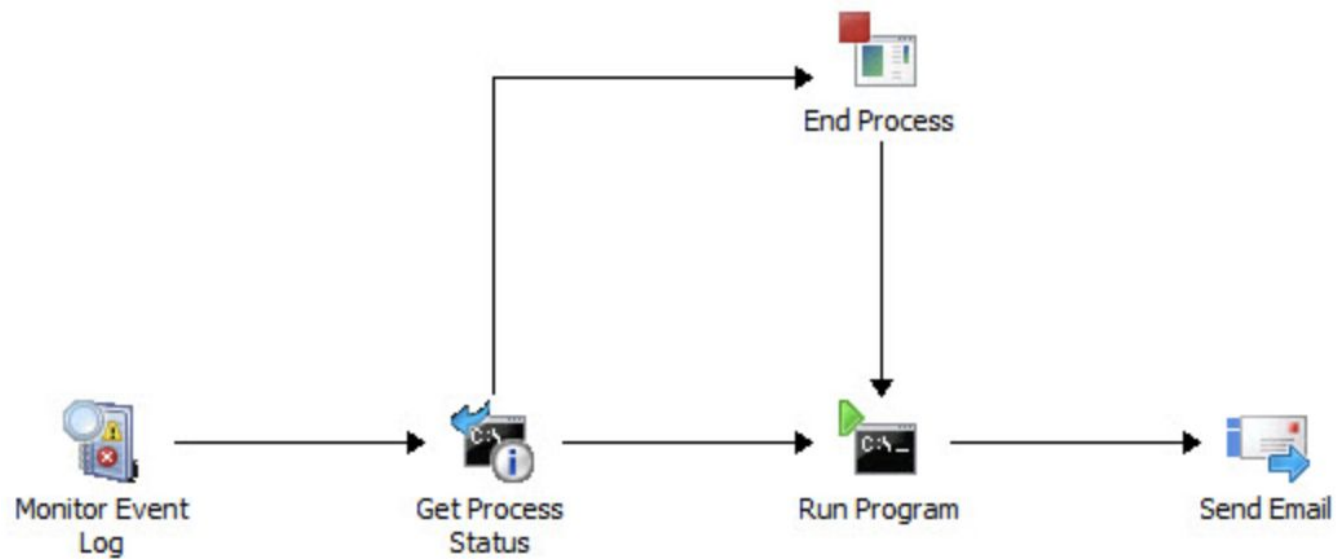 End Process
C:\
C:\_
Monitor Event
Log
Get Process
Status
Run Program
Send Email